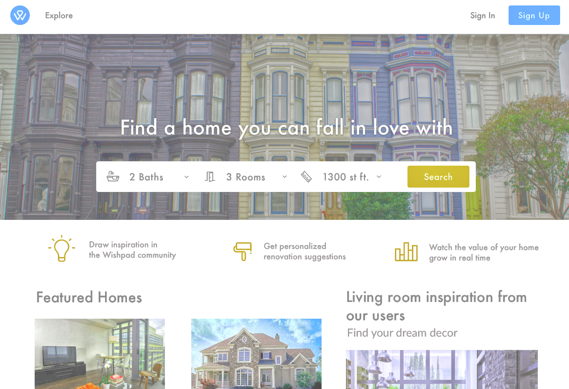 Explore
Sign In
Sign Up
Find a home you can fall in love with
2 Baths
3 Rooms
1300 st ft.
Search
Draw inspiration in
the Wishpad community
Get personalized
renovation suggestions
Watch the value of your home
grow in real time
Featured Homes
Living room inspiration from
our users
Find your dream decor